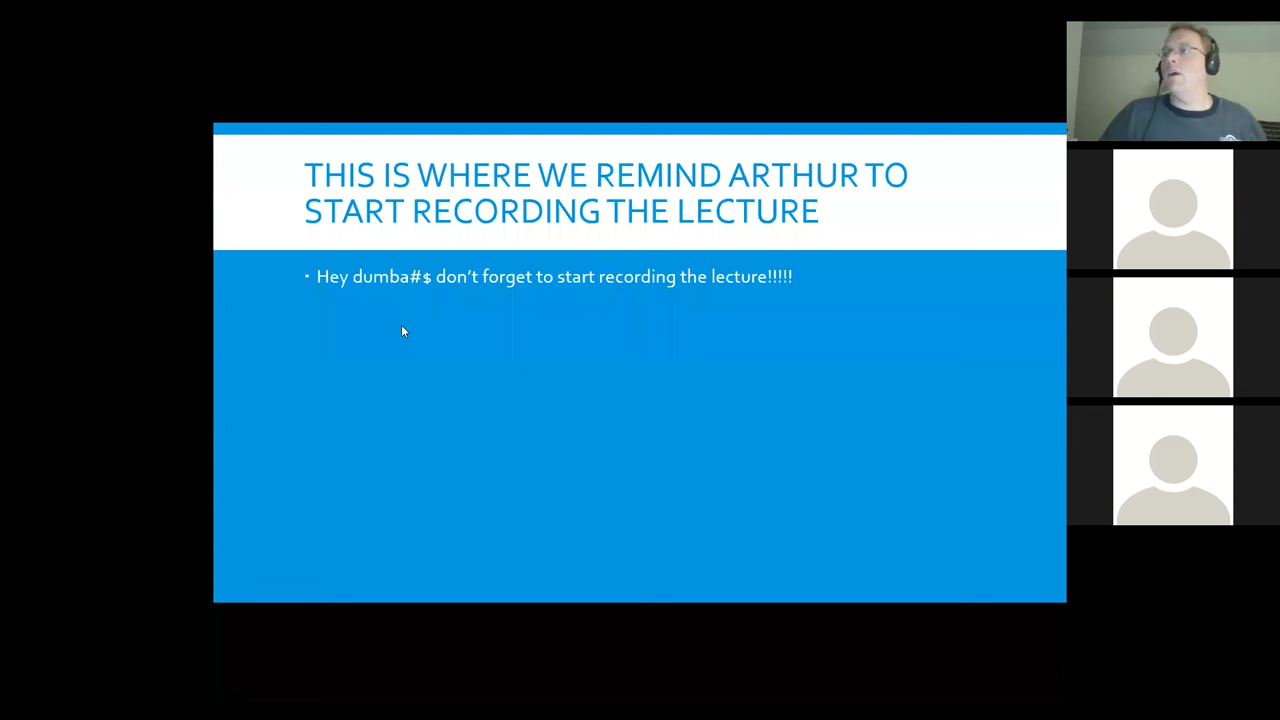 THIS IS WHERE WE REMIND ARTHUR TO
START RECORDING THE LECTURE
▪ Hey dumba#$ don’t forget to start recording the lecture!!!!!